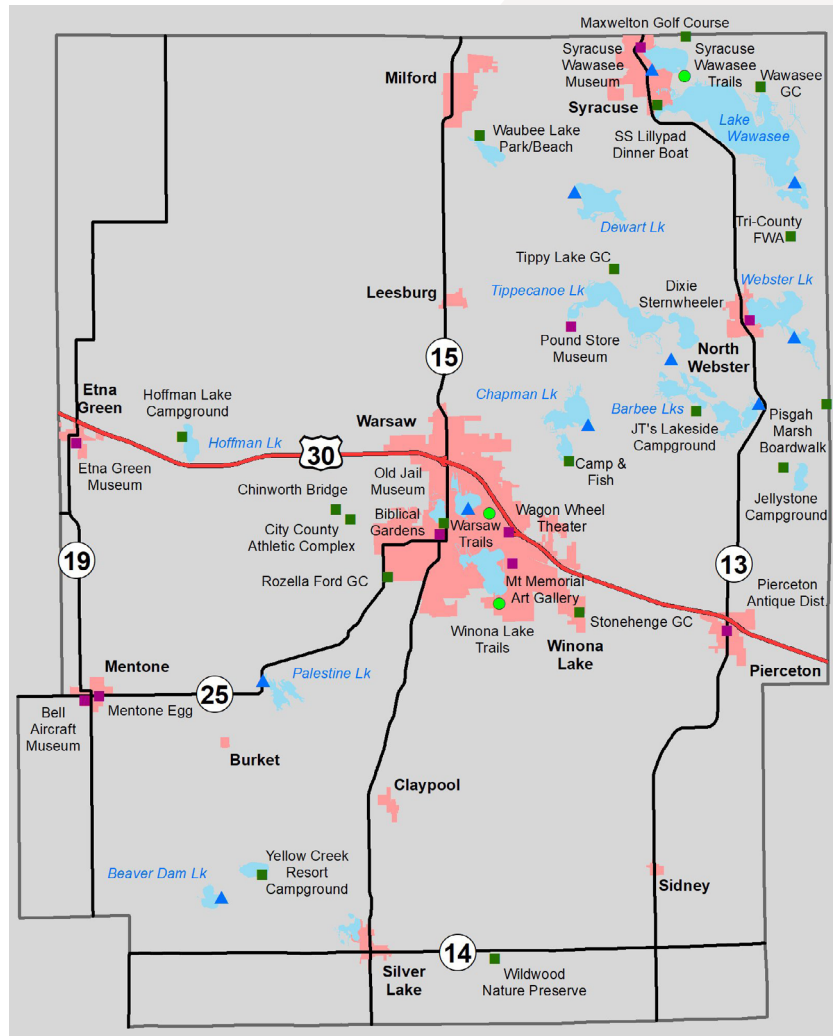 Maxwelton Golf Course
Syracuse
Wawasee
Museum
Syracuse
Wawasee
Trails
Wawasee
GC
Milford
Syracuse
Lake
Wawasee
Waubee Lake
Park/Beach
SS Lillypad
Dinner Boat
Dewart Lk
Tri-County
FWA
Tippy Lake GC
Tippecanoe Lk
Dixie
Sternwheeler
Webster Lk
Leesburg
Pound Store
Museum
North
Webster
15
Etna
Green
Hoffman Lake
Campground
Chapman Lk
Barbee Lks
Warsaw
JT's Lakeside
Campground
Pisgah
Marsh
Boardwalk
Hoffman Lk
30
Etna Green
Museum
Old Jail
Museum
Camp &
Fish
Chinworth Bridge
Jellystone
Campground
Biblical
Gardens
Warsaw
Trails
Wagon Wheel
Theater
City County
Athletic Complex
19
13
Rozella Ford GC
Mt Memorial
Art Gallery
Pierceton
Antique Dist.
Winona Lake
Trails
Stonehenge GC
Winona
Lake
Pierceton
Mentone
Palestine Lk
25
Bell
Aircraft
Museum
Mentone Egg
Burket
Claypool
Yellow Creek
Resort
Campground
Beaver Dam Lk
Sidney
14
Silver
Lake
Wildwood
Nature Preserve